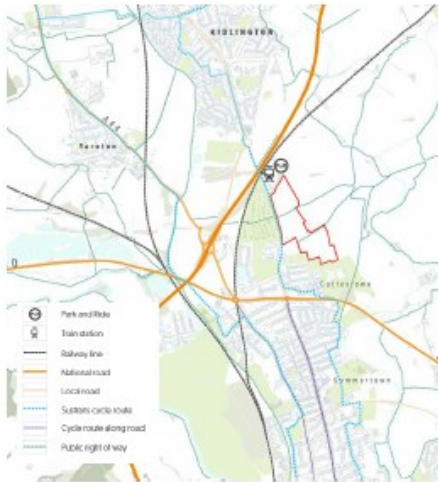 KIDLINGTON
A44
Yarnton
Cutteslowe
Summertown
Park and Ride
Train station
Railway line
National road
Local road
Sustrans cycle route
Cycle route along road
Public right of way